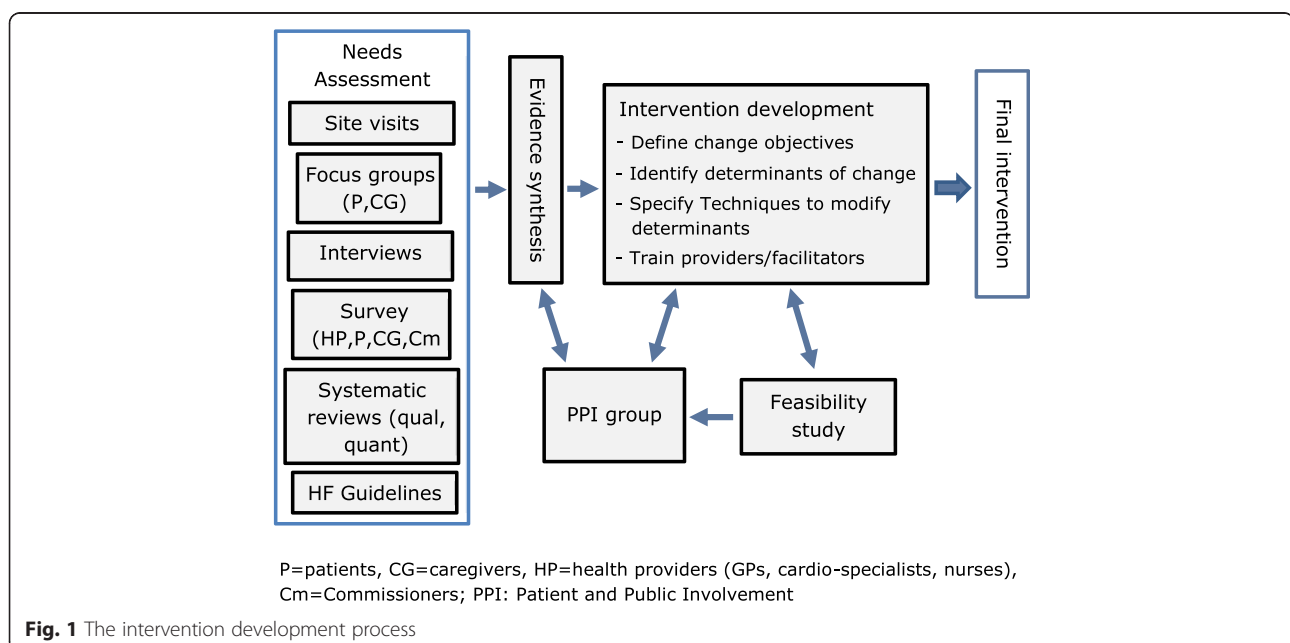 Needs
Assessment
Site visits
Focus groups
(P,CG)
Interviews
Survey
(HP,P,CG,Cm
Systematic
reviews (qual,
quant)
HF Guidelines
Evidence synthesis
Intervention development
- Define change objectives
- Identify determinants of change
- Specify Techniques to modify
determinants
- Train providers/facilitators
Final intervention
PPI group
Feasibility
study
P=patients, CG=caregivers, HP=health providers (GPs, cardio-specialists, nurses),
Cm=Commissioners; PPI: Patient and Public Involvement
Fig. 1 The intervention development process